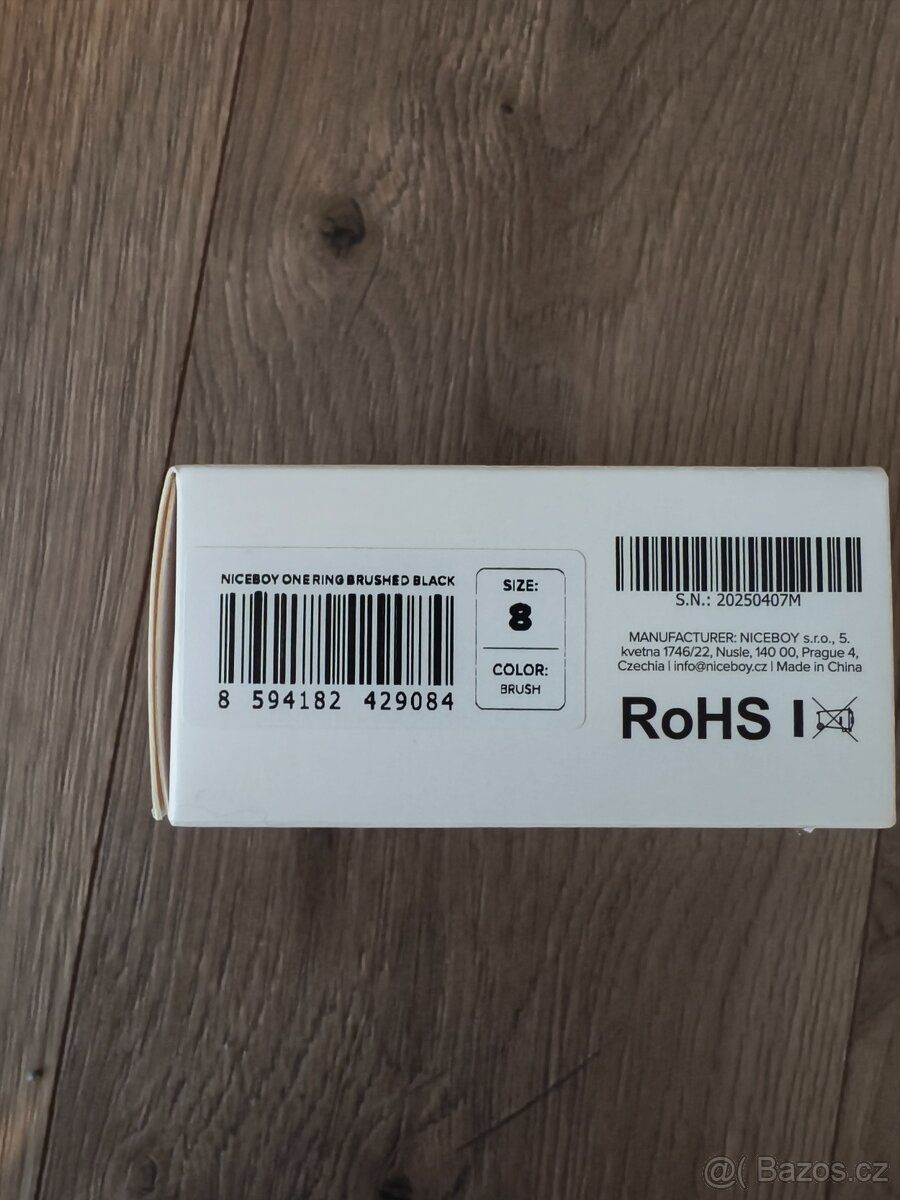 NICEBOY ONE RING BRUSHED BLACK
8 594182 429084
SIZE:
8
COLOR:
BRUSH
S.N.: 20250407M
MANUFACTURER: NICEBOY s.r.o., 5.
kvetna 1746/22, Nusle, 140 00, Prague 4,
Czechia | info@niceboy.cz | Made in China
RoHS I
@( Bazos.cz